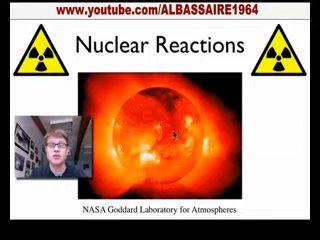 www.youtube.com/ALBASSAIRE1964
Nuclear Reactions
NASA Goddard Laboratory for Atmospheres